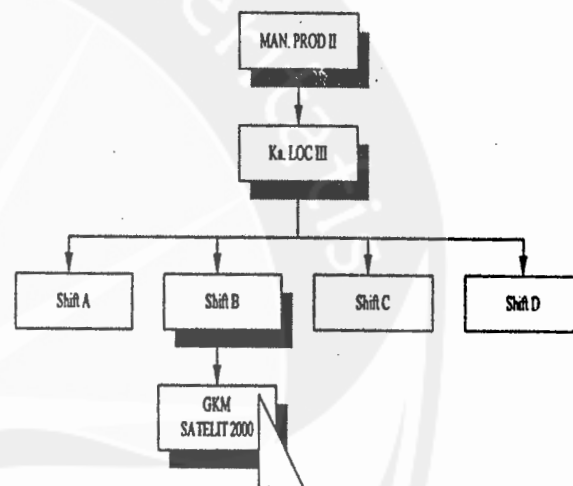 MAN. PROD II
Ka. LOC III
Shift A
Shift B
Shift C
Shift D
GKM
SATELIT 2000